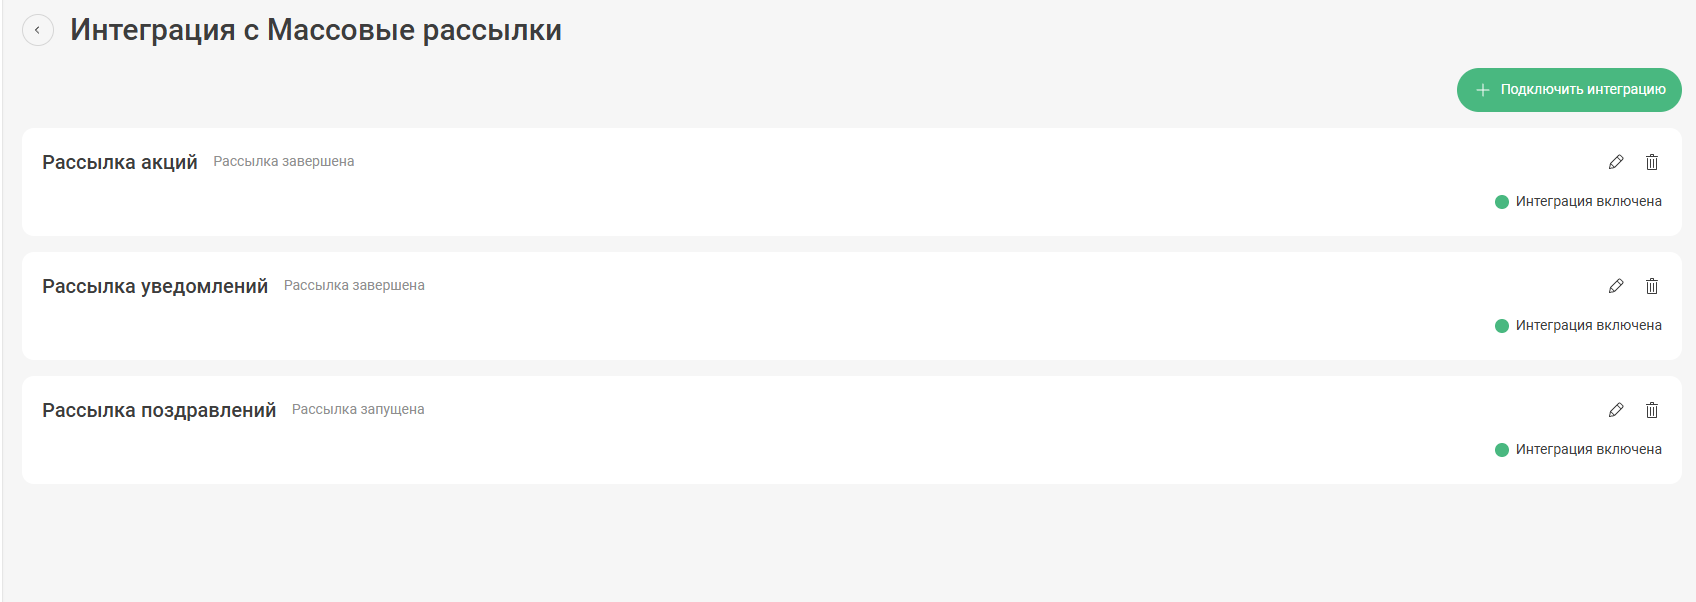 Интеграция с Массовые рассылки
Подключить интеграцию
Рассылка акций Рассылка завершена
Интеграция включена
Рассылка уведомлений Рассылка завершена
Интеграция включена
Рассылка поздравлений Рассылка запущена
Интеграция включена